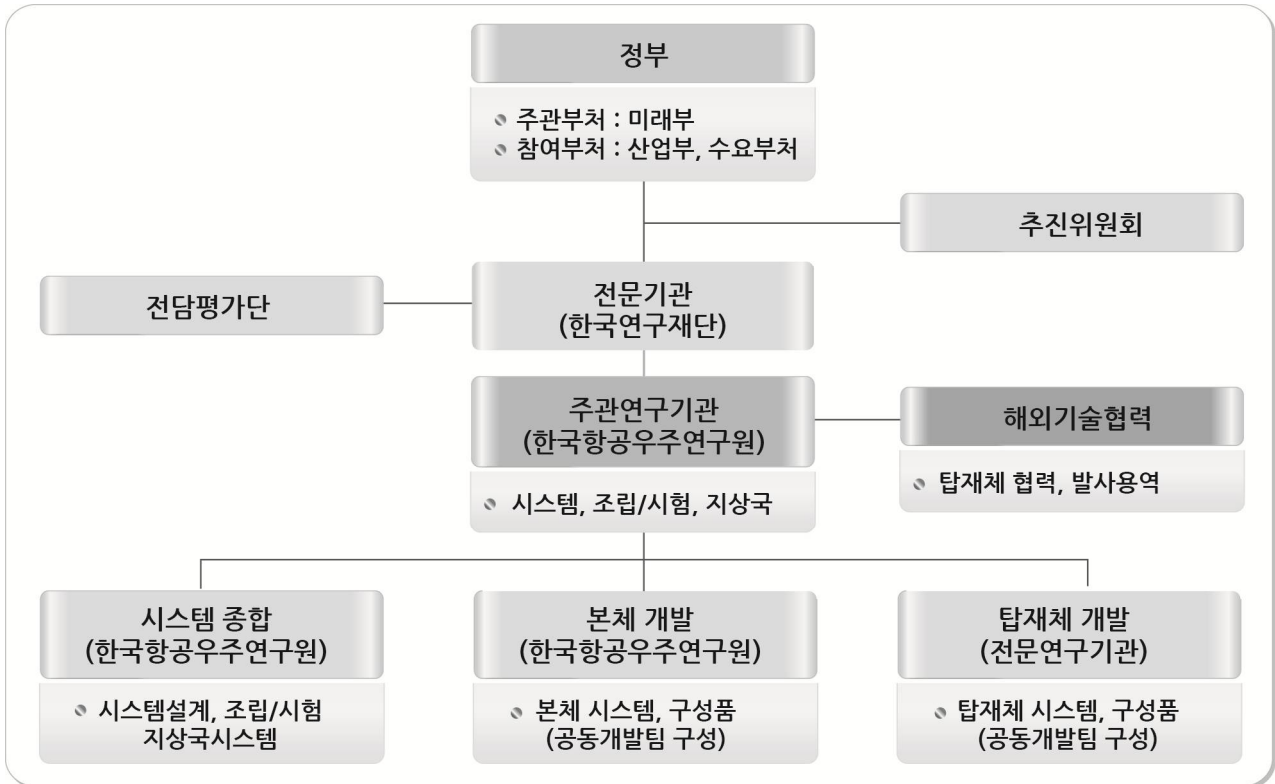 정부
주관부처 : 미래부
참여부처 : 산업부, 수요부처
추진위원회
전담평가단
전문기관
(한국연구재단)
주관연구기관
(한국항공우주연구원)
시스템, 조립/시험, 지상국
해외기술협력
탑재체 협력, 발사용역
시스템 종합
(한국항공우주연구원)
시스템설계, 조립/시험
지상국시스템
본체 개발
(한국항공우주연구원)
본체 시스템, 구성품
(공동개발팀 구성)
탑재체 개발
(전문연구기관)
탑재체 시스템, 구성품
(공동개발팀 구성)